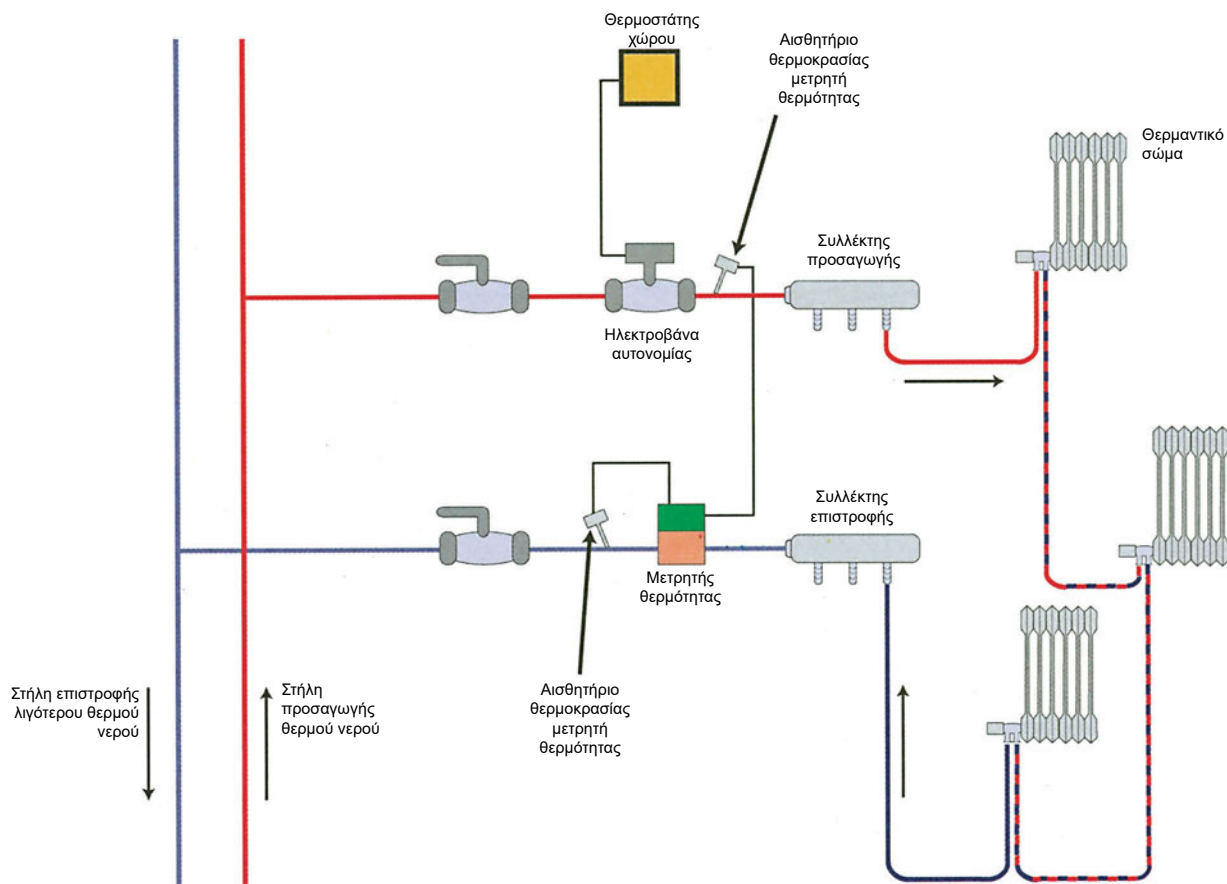 Θερμοστάτης
χώρου
Αισθητήριο
θερμοκρασίας
μετρητή
θερμότητας
Θερμαντικό
σώμα
Συλλέκτης
προσαγωγής
Ηλεκτροβάνα
αυτονομίας
Συλλέκτης
επιστροφής
Μετρητής
θερμότητας
Στήλη επιστροφής
λιγότερου θερμού
νερού
Στήλη
προσαγωγής
θερμού νερού
Αισθητήριο
θερμοκρασίας
μετρητή
θερμότητας